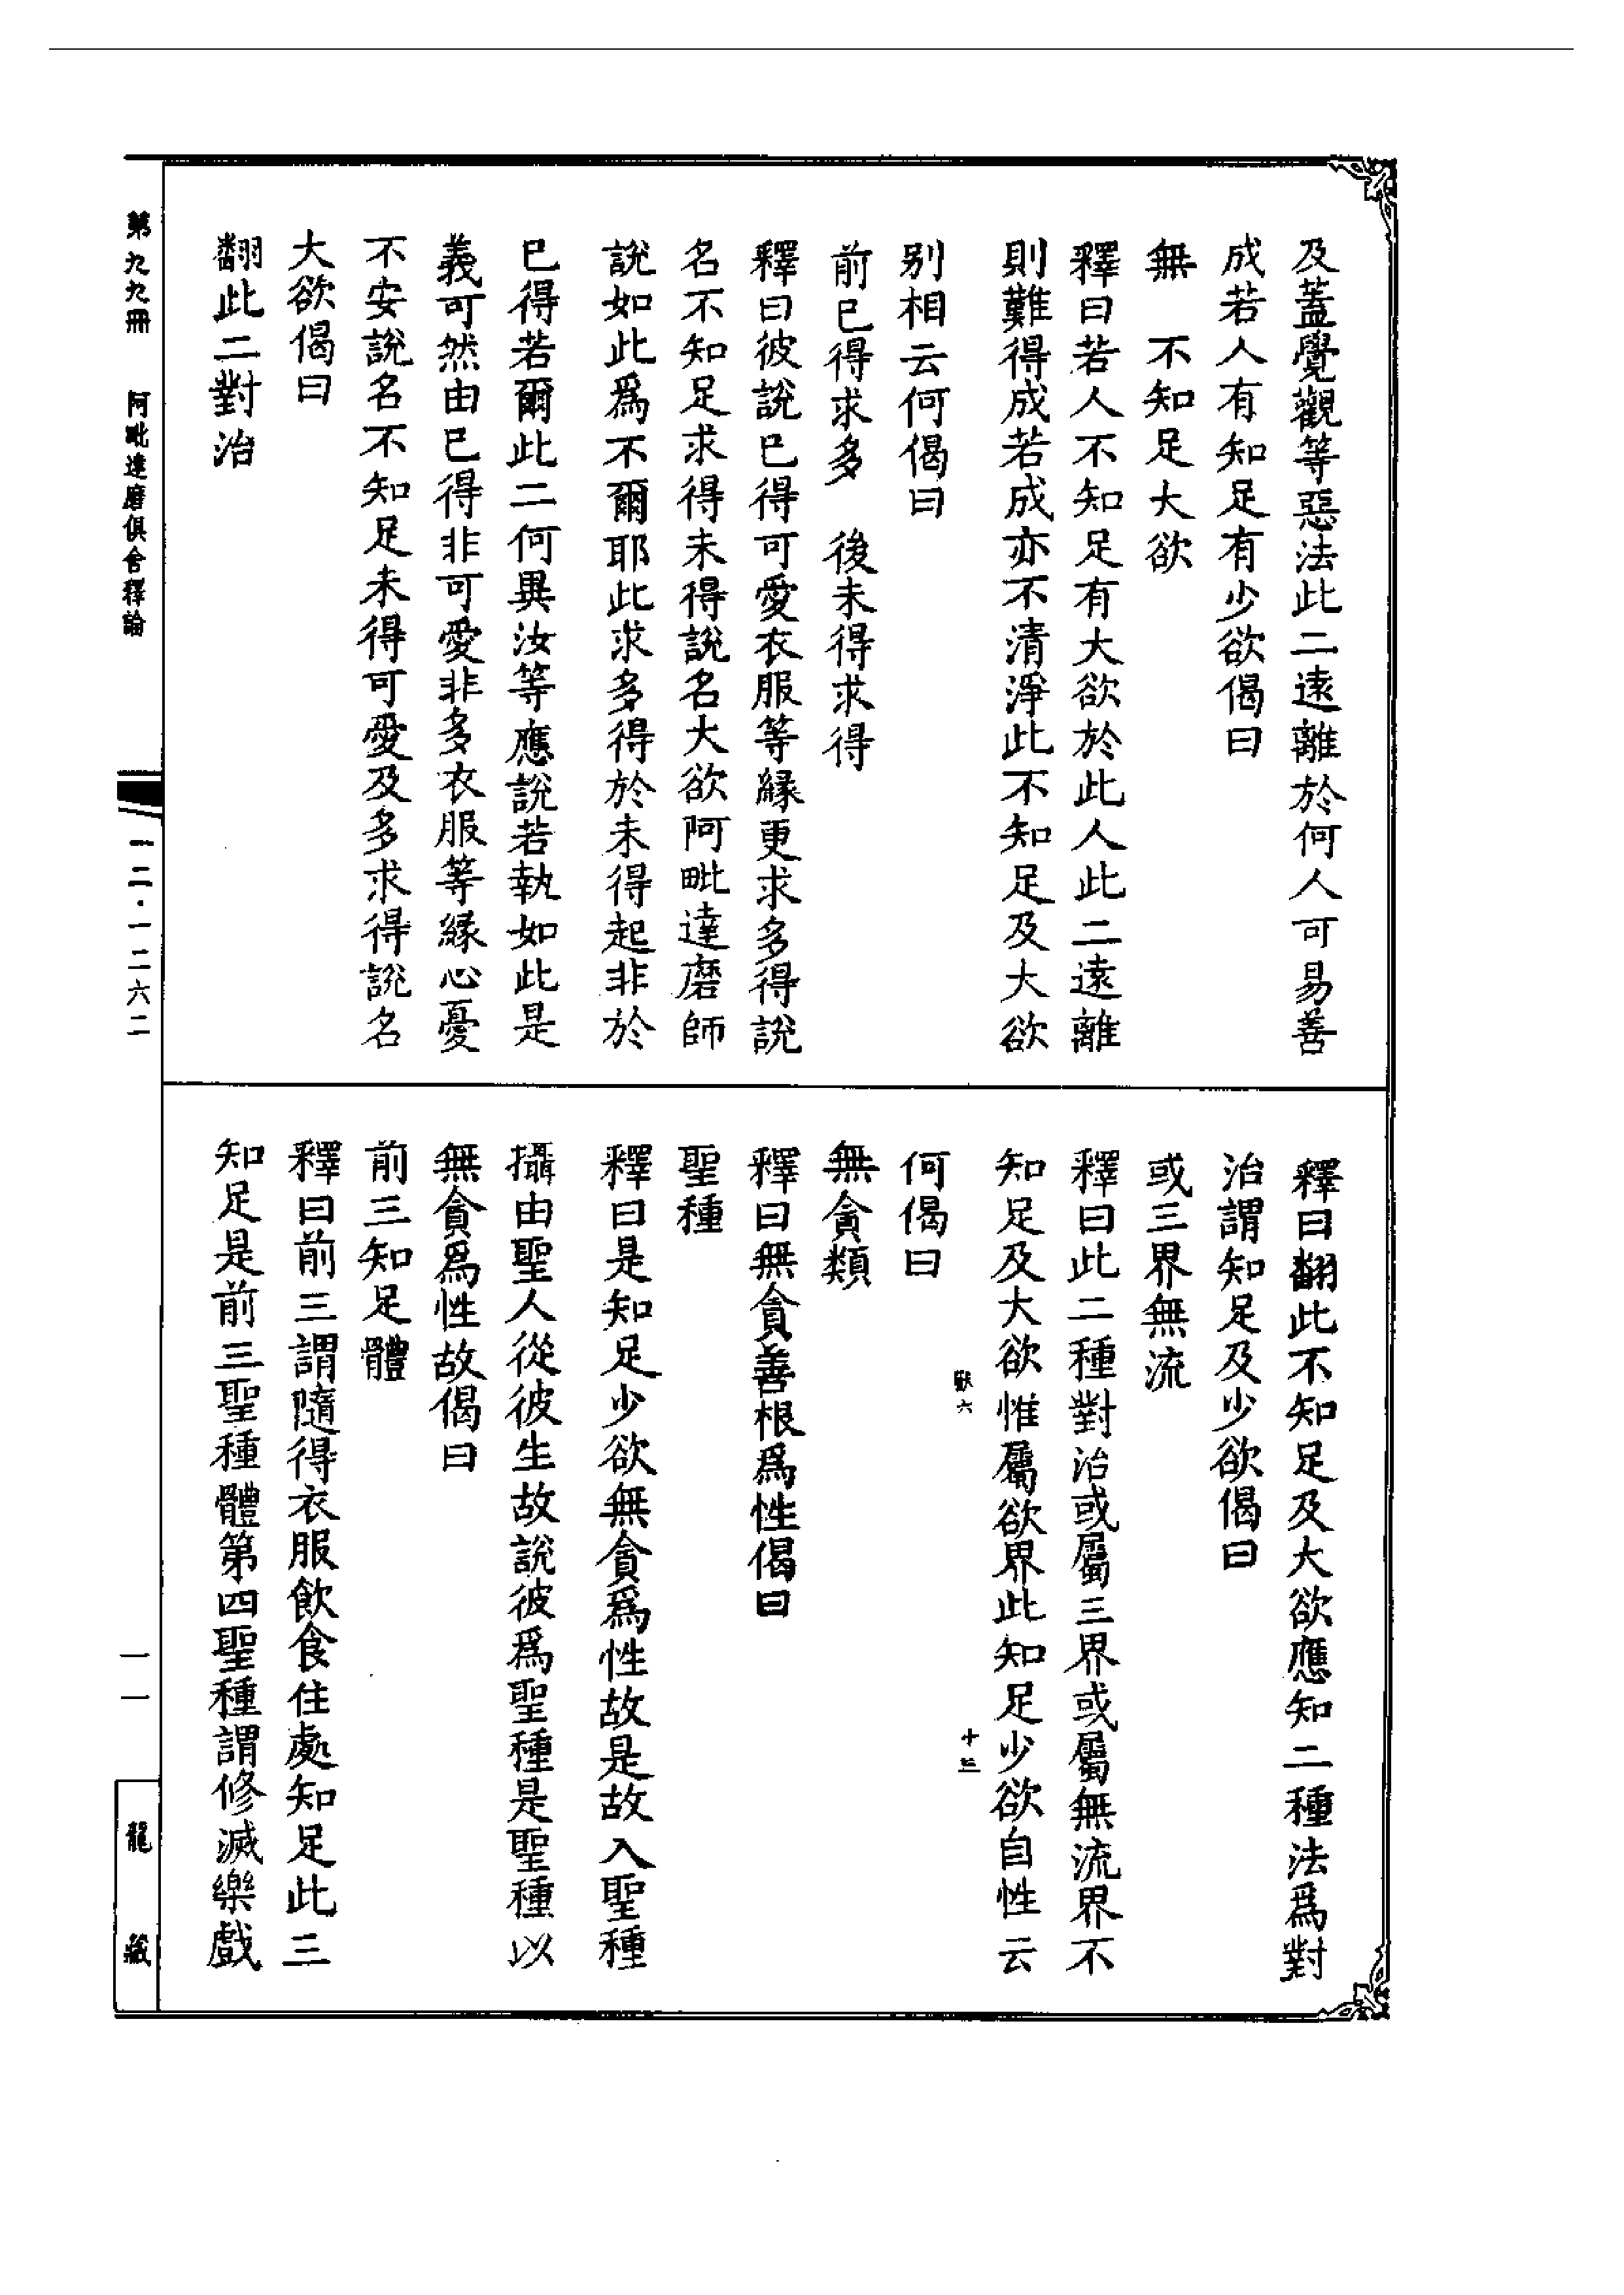 及蓋覺觀等惡法此二遠離於何人可易善
成若人有知足有少欲偈曰
無　不知足大欲
釋曰若人不知足有大欲於此人此二遠離
則難得成若成亦不清淨此不知足及大欲
别相云何偈曰
前已得求多　後未得求得
釋曰彼說已得可愛衣服等緣更求多得說
名不知足求得未得說名大欲阿毗達磨師
說如此爲不爾耶此求多得於未得起非於
已得若爾此二何異汝等應說若執如此是
義可然由已得非可愛非多衣服等緣心憂
不安說名不知足未得可愛及多求得說名
大欲偈曰
翻此二對治
釋曰翻此不知足及大欲應知二種法爲對
治謂知足及少欲偈曰
或三界無流
釋曰此二種對治或屬三界或屬無流界不
知足及大欲惟屬欲界此知足少欲自性云
獸六　十三
何偈曰
無貪類
釋曰無貪善根爲性偈曰
聖種
釋曰是知足少欲無貪爲性故是故入聖種
攝由聖人從彼生故說彼爲聖種是聖種以
無貪爲性故偈曰
前三知足體
釋曰前三謂隨得衣服飲食住處知足此三
知足是前三聖種體第四聖種謂修滅樂戲
第九九冊　阿毗達磨俱舍釋論
一二·一二六二
一一
龍藏